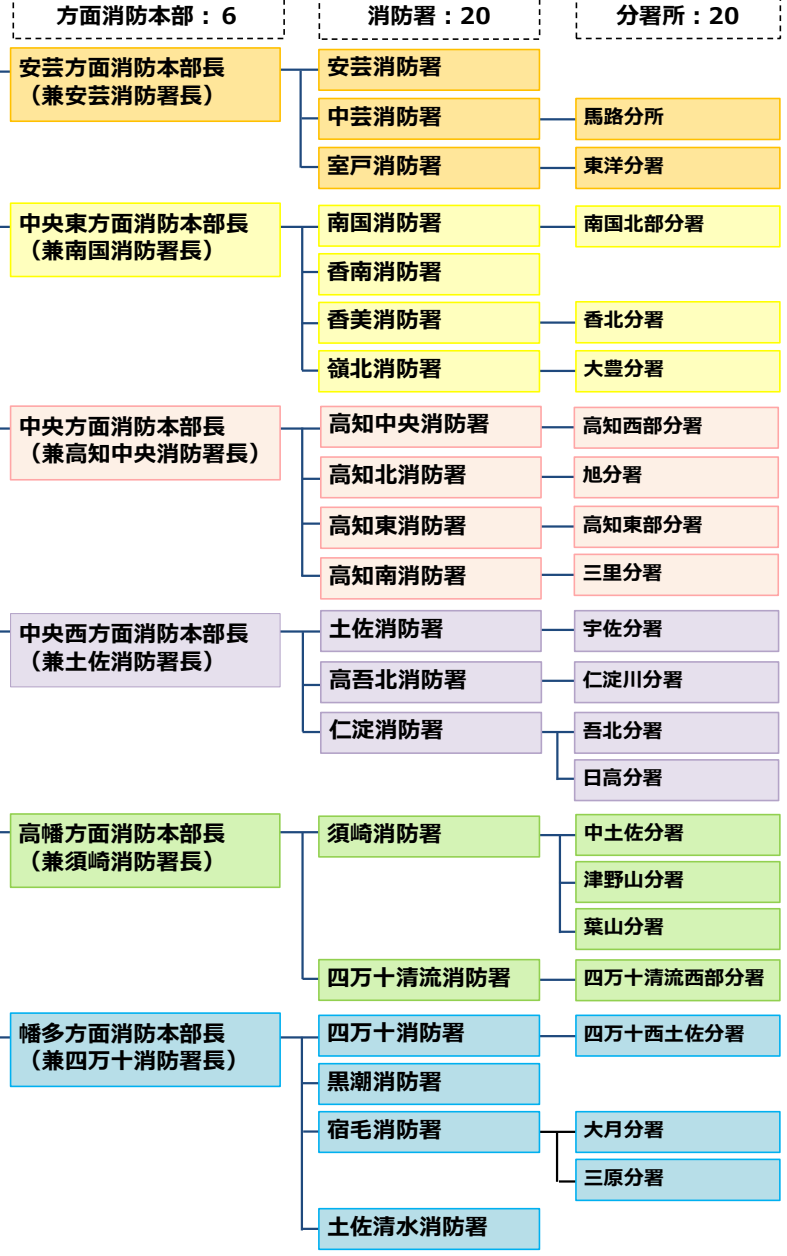 方面消防本部：6
消防署：20
分署所：20
安芸方面消防本部長
（兼安芸消防署長）
安芸消防署
中芸消防署
馬路分所
室戸消防署
東洋分署
中央東方面消防本部長
（兼南国消防署長）
南国消防署
南国北部分署
香南消防署
香美消防署
香北分署
嶺北消防署
大豊分署
中央方面消防本部長
（兼高知中央消防署長）
高知中央消防署
高知西部分署
高知北消防署
旭分署
高知東消防署
高知東部分署
高知南消防署
三里分署
中央西方面消防本部長
（兼土佐消防署長）
土佐消防署
宇佐分署
高吾北消防署
仁淀川分署
仁淀消防署
吾北分署
日高分署
高幡方面消防本部長
（兼須崎消防署長）
須崎消防署
中土佐分署
津野山分署
葉山分署
四万十清流消防署
四万十清流西部分署
幡多方面消防本部長
（兼四万十消防署長）
四万十消防署
四万十西土佐分署
黒潮消防署
宿毛消防署
大月分署
三原分署
土佐清水消防署